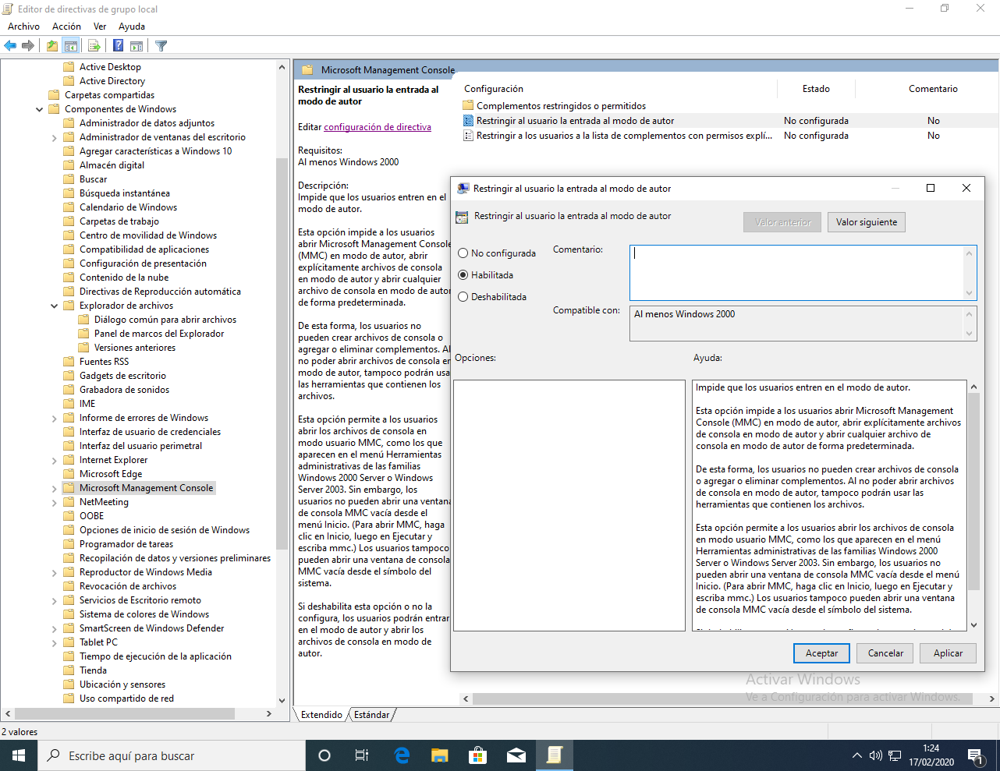 Editor de directivas de grupo local
Archivo Acción Ver Ayuda
Active Desktop
Active Directory
Carpetas compartidas
Componentes de Windows
Administrador de datos adjuntos
Administrador de ventanas del escritorio
Agregar características a Windows 10
Almacén digital
Buscar
Búsqueda instantánea
Calendario de Windows
Carpetas de trabajo
Centro de movilidad de Windows
Compatibilidad de aplicaciones
Configuración de presentación
Contenido de la nube
Directivas de Reproducción automática
Explorador de archivos
Diálogo común para abrir archivos
Panel de marcos del Explorador
Versiones anteriores
Fuentes RSS
Gadgets de escritorio
Grabadora de sonidos
IME
Informe de errores de Windows
Interfaz de usuario de credenciales
Interfaz del usuario perimetral
Internet Explorer
Microsoft Edge
Microsoft Management Console
NetMeeting
OOBE
Opciones de inicio de sesión de Windows
Programador de tareas
Recopilación de datos y versiones preliminares
Reproductor de Windows Media
Revocación de archivos
Servicios de Escritorio remoto
Sistema de colores de Windows
SmartScreen de Windows Defender
Tablet PC
Tiempo de ejecución de la aplicación
Tienda
Ubicación y sensores
Uso compartido de red
Microsoft Management Console
Restringir al usuario la entrada al
modo de autor
Editar configuración de directiva
Requisitos:
Al menos Windows 2000
Descripción:
Impide que los usuarios entren en el
modo de autor.
Esta opción impide a los usuarios
abrir Microsoft Management Console
(MMC) en modo de autor, abrir
explícitamente archivos de consola
en modo de autor y abrir cualquier
archivo de consola en modo de autor
de forma predeterminada.
De esta forma, los usuarios no
pueden crear archivos de consola o
agregar o eliminar complementos. Al
no poder abrir archivos de consola en
modo de autor, tampoco podrán usa
las herramientas que contienen los
archivos.
Esta opción permite a los usuarios
abrir los archivos de consola en
modo usuario MMC, como los que
aparecen en el menú Herramientas
administrativas de las familias
Windows 2000 Server o Windows
Server 2003. Sin embargo, los
usuarios no pueden abrir una ventana
de consola MMC vacía desde el
menú Inicio. (Para abrir MMC, haga
clic en Inicio, luego en Ejecutar y
escriba mmc.) Los usuarios tampoco
pueden abrir una ventana de consola
MMC vacía desde el símbolo del
sistema.
Si deshabilita esta opción o no la
configura, los usuarios podrán entrar
en el modo de autor y abrir los
archivos de consola en modo de
autor.
Configuración Estado Comentario
Complementos restringidos o permitidos
Restringir al usuario la entrada al modo de autor No configurada No
Restringir a los usuarios a la lista de complementos con permisos explí... No configurada No
Restringir al usuario la entrada al modo de autor
Restringir al usuario la entrada al modo de autor
Valor anterior Valor siguiente
No configurada
Habilitada
Deshabilitada
Comentario:
Compatible con:
Al menos Windows 2000
Opciones:
Ayuda:
Impide que los usuarios entren en el modo de autor.
Esta opción impide a los usuarios abrir Microsoft Management
Console (MMC) en modo de autor, abrir explícitamente archivos
de consola en modo de autor y abrir cualquier archivo de
consola en modo de autor de forma predeterminada.
De esta forma, los usuarios no pueden crear archivos de consola
o agregar o eliminar complementos. Al no poder abrir archivos
de consola en modo de autor, tampoco podrán usar las
herramientas que contienen los archivos.
Esta opción permite a los usuarios abrir los archivos de consola
en modo usuario MMC, como los que aparecen en el menú
Herramientas administrativas de las familias Windows 2000
Server o Windows Server 2003. Sin embargo, los usuarios no
pueden abrir una ventana de consola MMC vacía desde el menú
Inicio. (Para abrir MMC, haga clic en Inicio, luego en Ejecutar y
escriba mmc.) Los usuarios tampoco pueden abrir una ventana
de consola MMC vacía desde el símbolo del sistema.
Aceptar Cancelar Aplicar
Activar Windows
Ve a Configuración para activar Windows.
Extendido Estándar
2 valores
Escribe aquí para buscar
1:24
17/02/2020
1